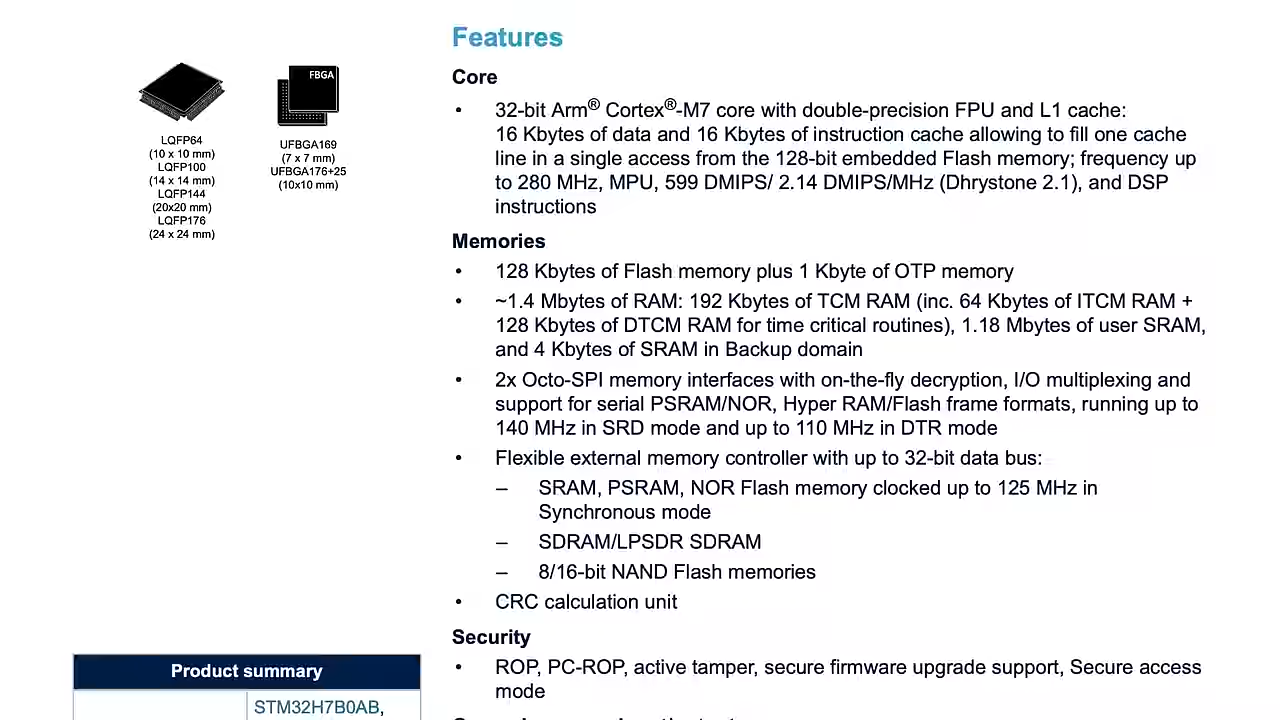 Features
Core
• 32-bit Arm® Cortex®-M7 core with double-precision FPU and L1 cache:
16 Kbytes of data and 16 Kbytes of instruction cache allowing to fill one cache
line in a single access from the 128-bit embedded Flash memory; frequency up
to 280 MHz, MPU, 599 DMIPS/ 2.14 DMIPS/MHz (Dhrystone 2.1), and DSP
instructions
Memories
• 128 Kbytes of Flash memory plus 1 Kbyte of OTP memory
• ~1.4 Mbytes of RAM: 192 Kbytes of TCM RAM (inc. 64 Kbytes of ITCM RAM +
128 Kbytes of DTCM RAM for time critical routines), 1.18 Mbytes of user SRAM,
and 4 Kbytes of SRAM in Backup domain
• 2x Octo-SPI memory interfaces with on-the-fly decryption, I/O multiplexing and
support for serial PSRAM/NOR, Hyper RAM/Flash frame formats, running up to
140 MHz in SRD mode and up to 110 MHz in DTR mode
• Flexible external memory controller with up to 32-bit data bus:
– SRAM, PSRAM, NOR Flash memory clocked up to 125 MHz in
Synchronous mode
– SDRAM/LPSDR SDRAM
– 8/16-bit NAND Flash memories
• CRC calculation unit
Security
• ROP, PC-ROP, active tamper, secure firmware upgrade support, Secure access
mode
FBGA
LQFP64
(10 x 10 mm)
LQFP100
(14 x 14 mm)
LQFP144
(20x20 mm)
LQFP176
(24 x 24 mm)
UFBGA169
(7 x 7 mm)
UFBGA176+25
(10x10 mm)
Product summary
STM32H7B0AB,